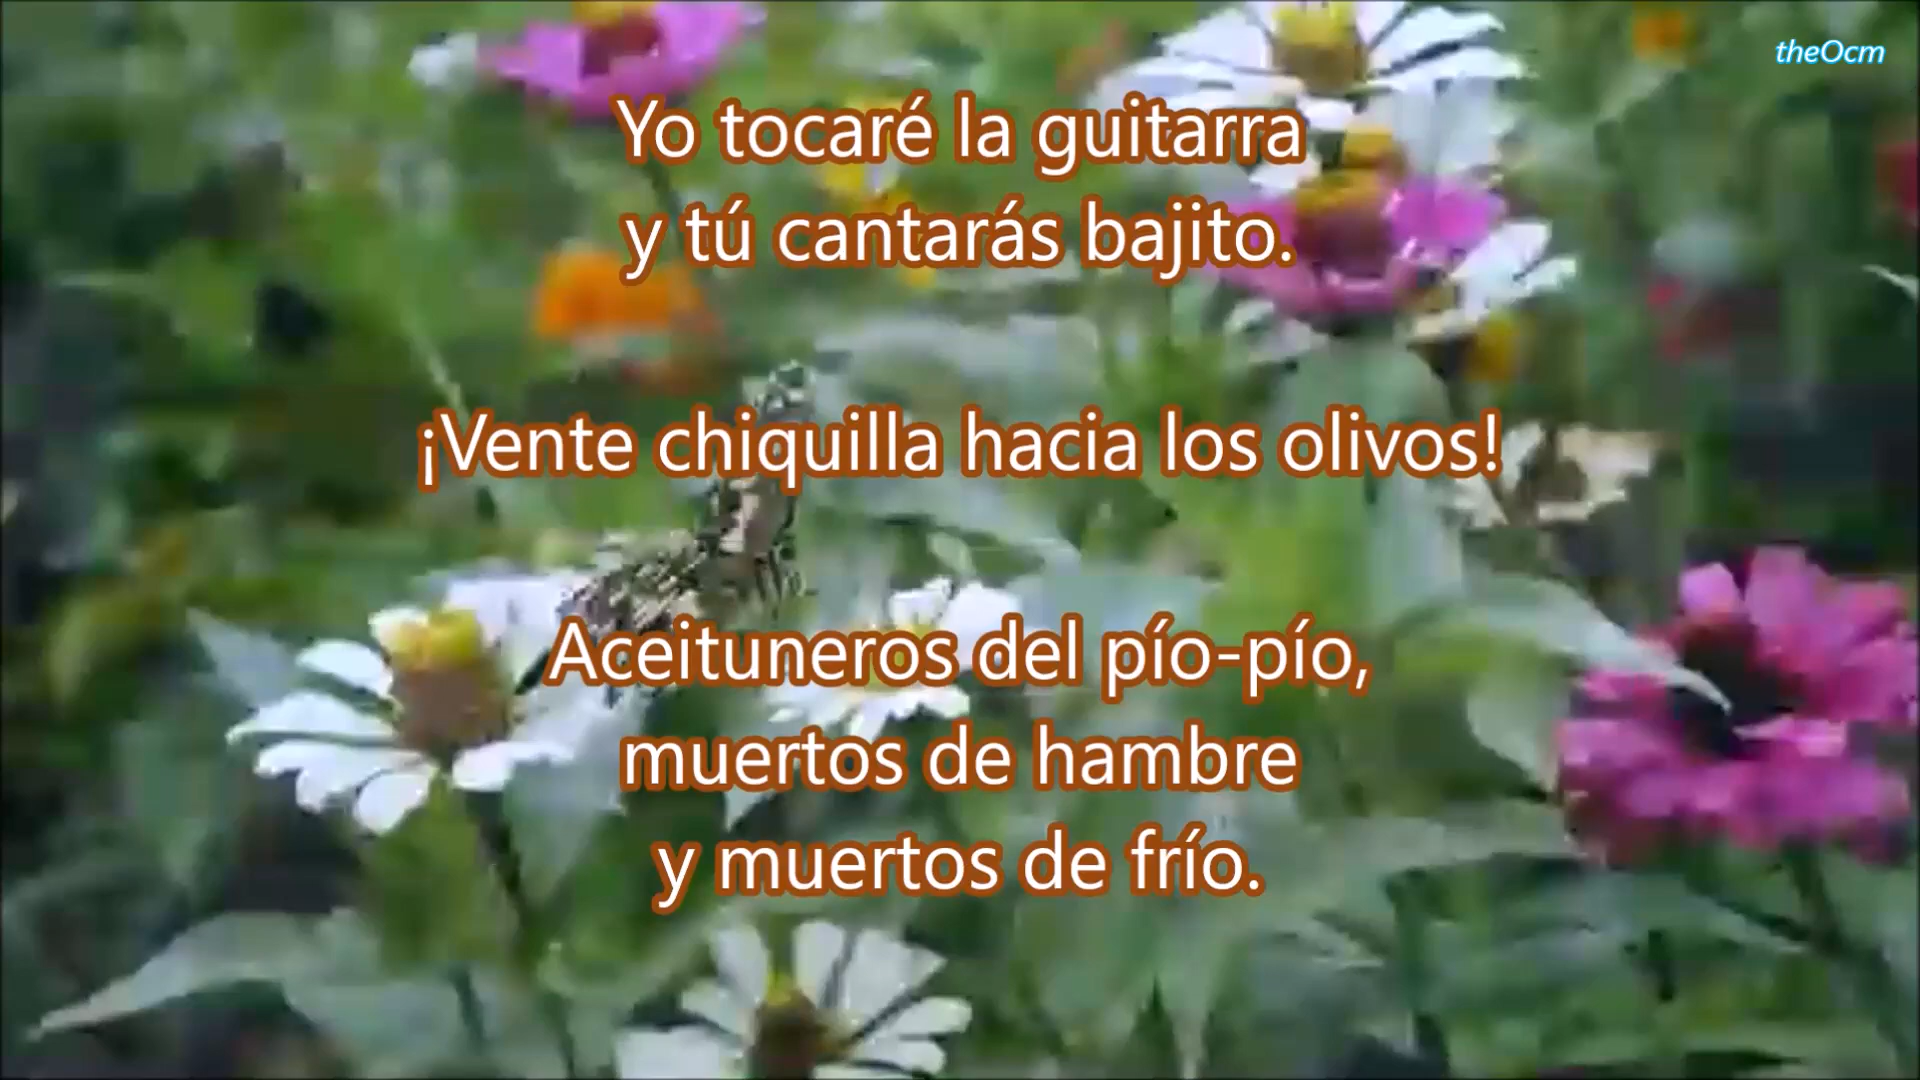 theOcm
Yo tocaré la guitarra
y tú cantarás bajito.
¡Vente chiquilla hacia los olivos!
Aceituneros del pío-pío,
muertos de hambre
y muertos de frío.